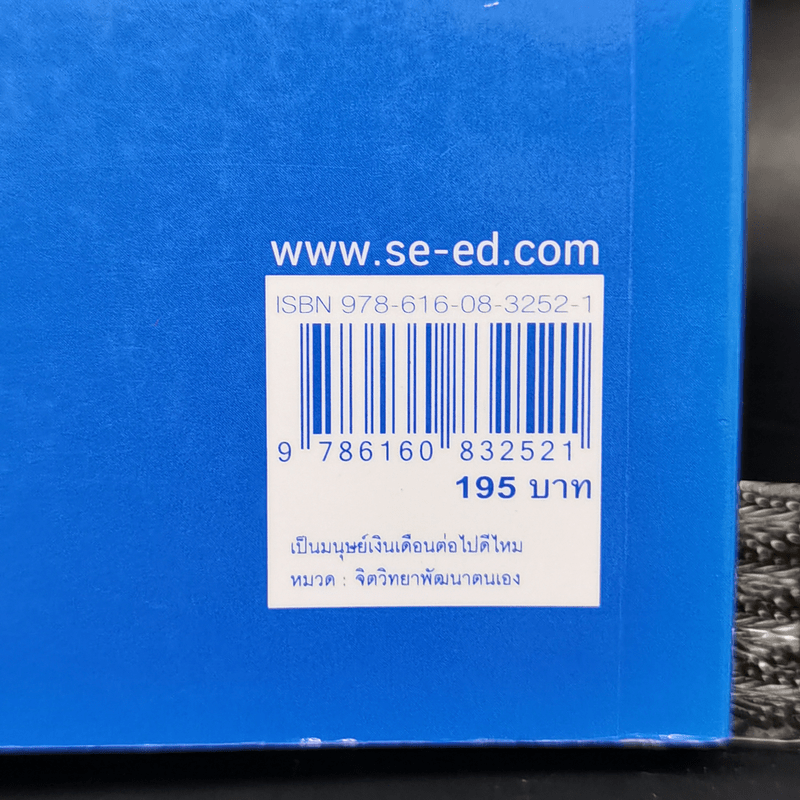 www.se-ed.com
ISBN 978-616-08-3252-1
9 786160 832521
195 บาท
เป็นมนุษย์เงินเดือนต่อไปดีไหม
หมวด : จิตวิทยาพัฒนาตนเอง